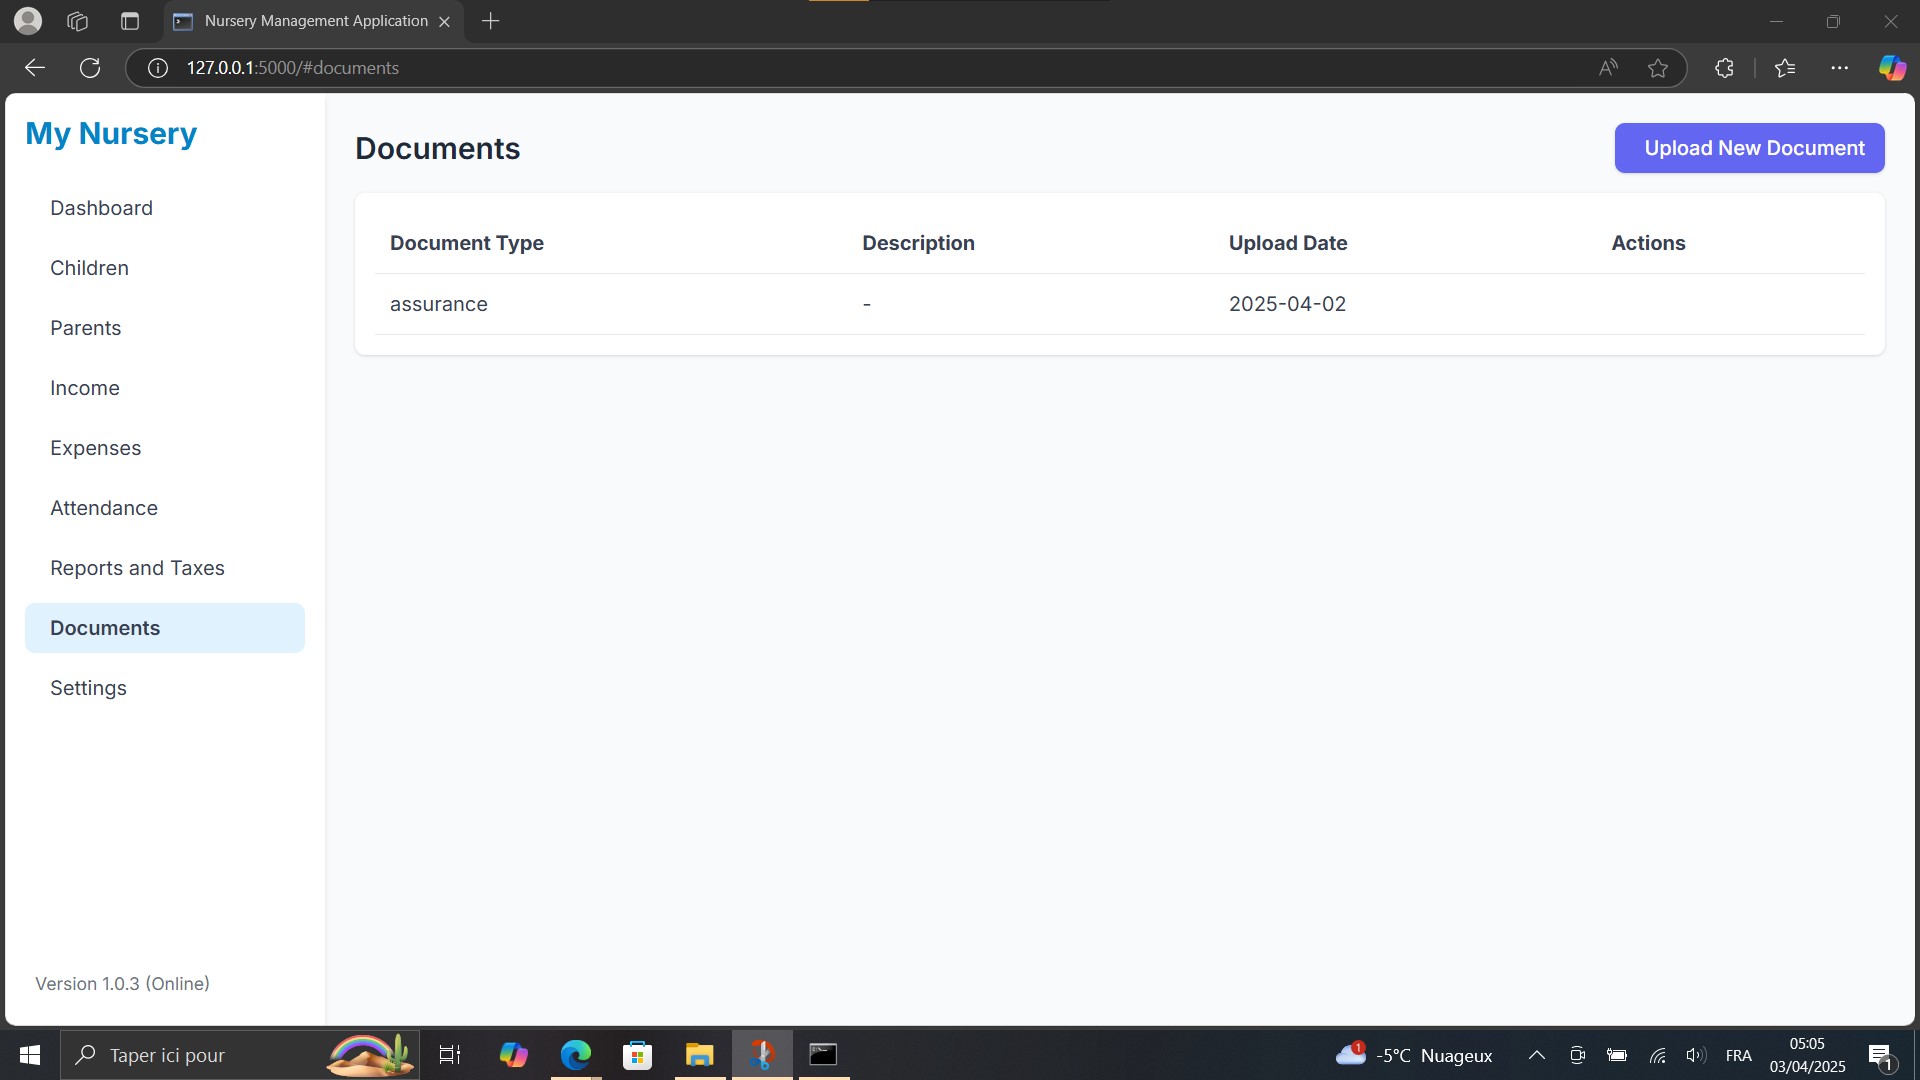 Nursery Management Application
127.0.0.1:5000/#documents
My Nursery
Dashboard
Children
Parents
Income
Expenses
Attendance
Reports and Taxes
Documents
Settings
Version 1.0.3 (Online)
Documents
Upload New Document
Document Type Description Upload Date Actions
assurance - 2025-04-02
Taper ici pour
1
-5°C Nuageux
FRA
05:05
03/04/2025
1